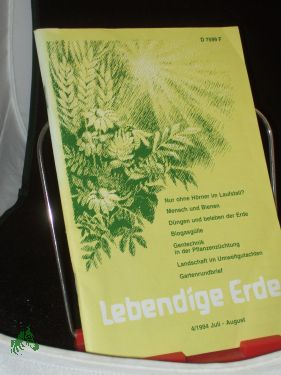 D 7099 F
Nur ohne Hörner im Laufstall?
Mensch und Bienen
Düngen und beleben der Erde
Biogasgülle
Gentechnik
in der Pflanzenzüchtung
Landschaft im Umweltgutachten
Gartenrundbrief
Lebendige Erde
4/1994 Juli - August